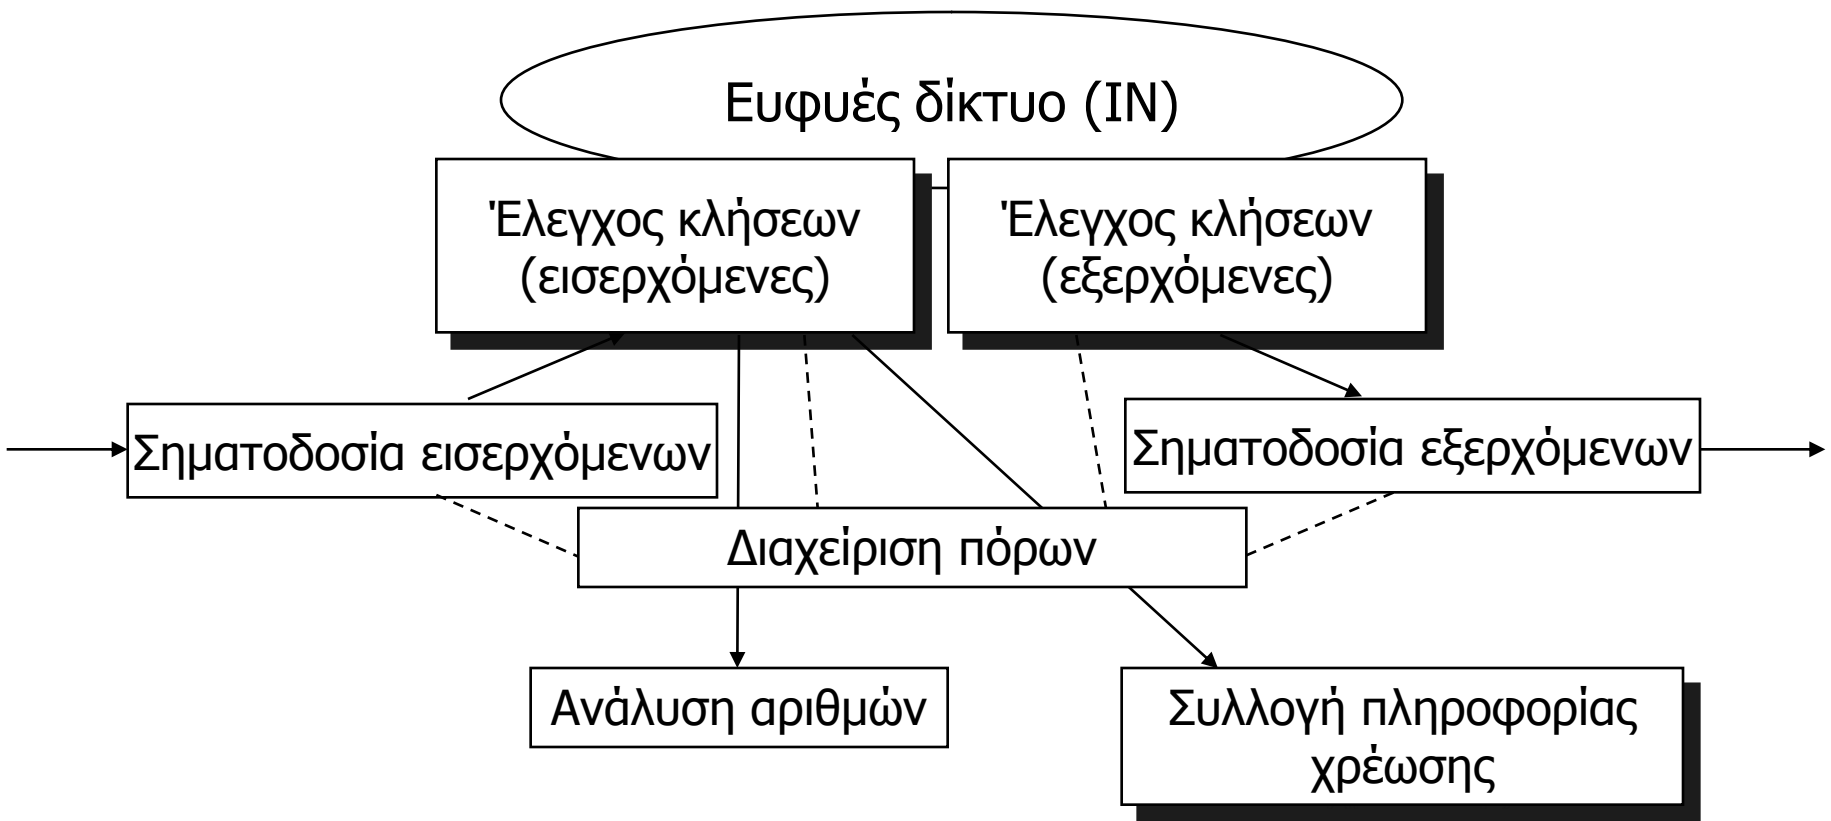 Ευφυές δίκτυο (IN)
Έλεγχος κλήσεων
(εισερχόμενες)
Έλεγχος κλήσεων
(εξερχόμενες)
Σηματοδοσία εισερχόμενων
Σηματοδοσία εξερχόμενων
Διαχείριση πόρων
Ανάλυση αριθμών
Συλλογή πληροφορίας
χρέωσης